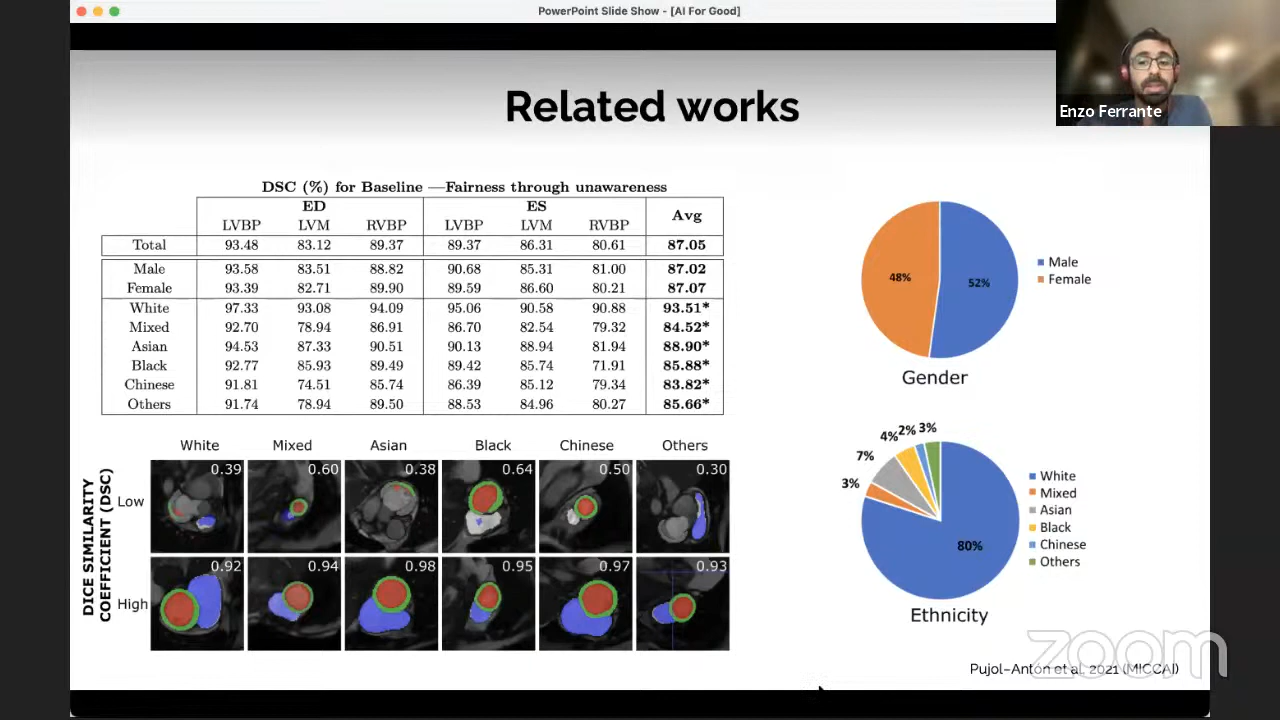 PowerPoint Slide Show - [AI For Good]
Enzo Ferrante
Related works
DSC (%) for Baseline —Fairness through unawareness
ED ES Avg
LVBP LVM RVBP LVBP LVM RVBP
Total 93.48 83.12 89.37 89.37 86.31 80.61 87.05
Male 93.58 83.51 88.82 90.68 85.31 81.00 87.02
Female 93.39 82.71 89.90 89.59 86.60 80.21 87.07
White 97.33 93.08 94.09 95.06 90.58 90.88 93.51*
Mixed 92.70 78.94 86.91 86.70 82.54 79.32 84.52*
Asian 94.53 87.33 90.51 90.13 88.94 81.94 88.90*
Black 92.77 85.93 89.49 89.42 85.74 71.91 85.88*
Chinese 91.81 74.51 85.74 86.39 85.12 79.34 83.82*
Others 91.74 78.94 89.50 88.53 84.96 80.27 85.66*
White Mixed Asian Black Chinese Others
DICE SIMILARITY
COEFFICIENT (DSC)
Low 0.39 0.60 0.38 0.64 0.50 0.30
High 0.92 0.94 0.98 0.95 0.97 0.93
48% 52%
Male
Female
Gender
3% 7% 4% 2% 3%
80%
White
Mixed
Asian
Black
Chinese
Others
Ethnicity
Pujol-Antón et al. 2021 (MICCAI)
zoom